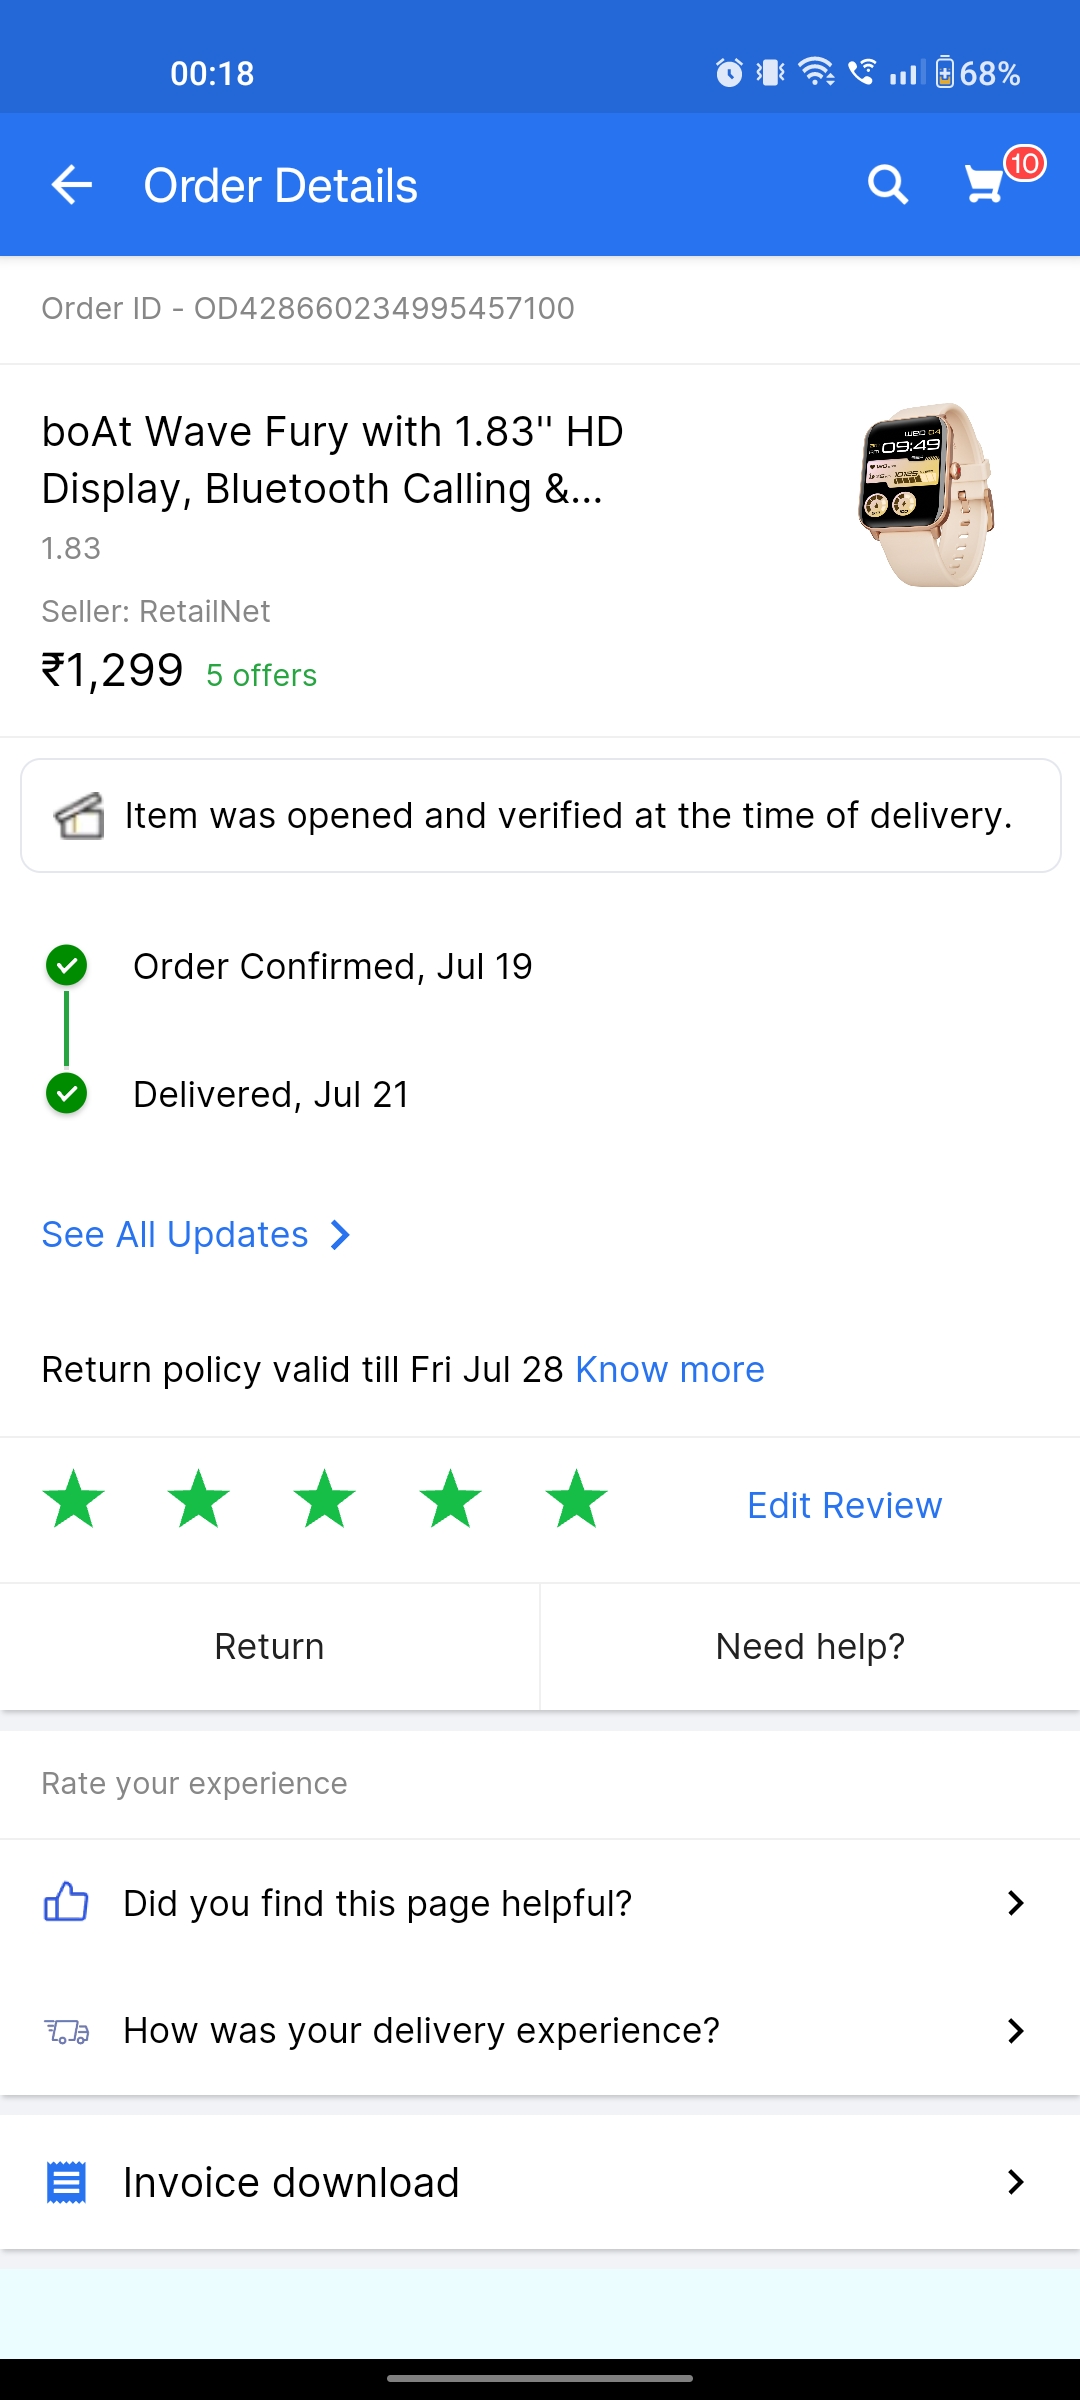 00:18
68%
Order Details
10
Order ID - OD428660234995457100
boAt Wave Fury with 1.83" HD
Display, Bluetooth Calling &...
1.83
Seller: RetailNet
₹1,299 5 offers
WED 04
09:49
Item was opened and verified at the time of delivery.
Order Confirmed, Jul 19
Delivered, Jul 21
See All Updates
Return policy valid till Fri Jul 28 Know more
Edit Review
Return
Need help?
Rate your experience
Did you find this page helpful?
How was your delivery experience?
Invoice download